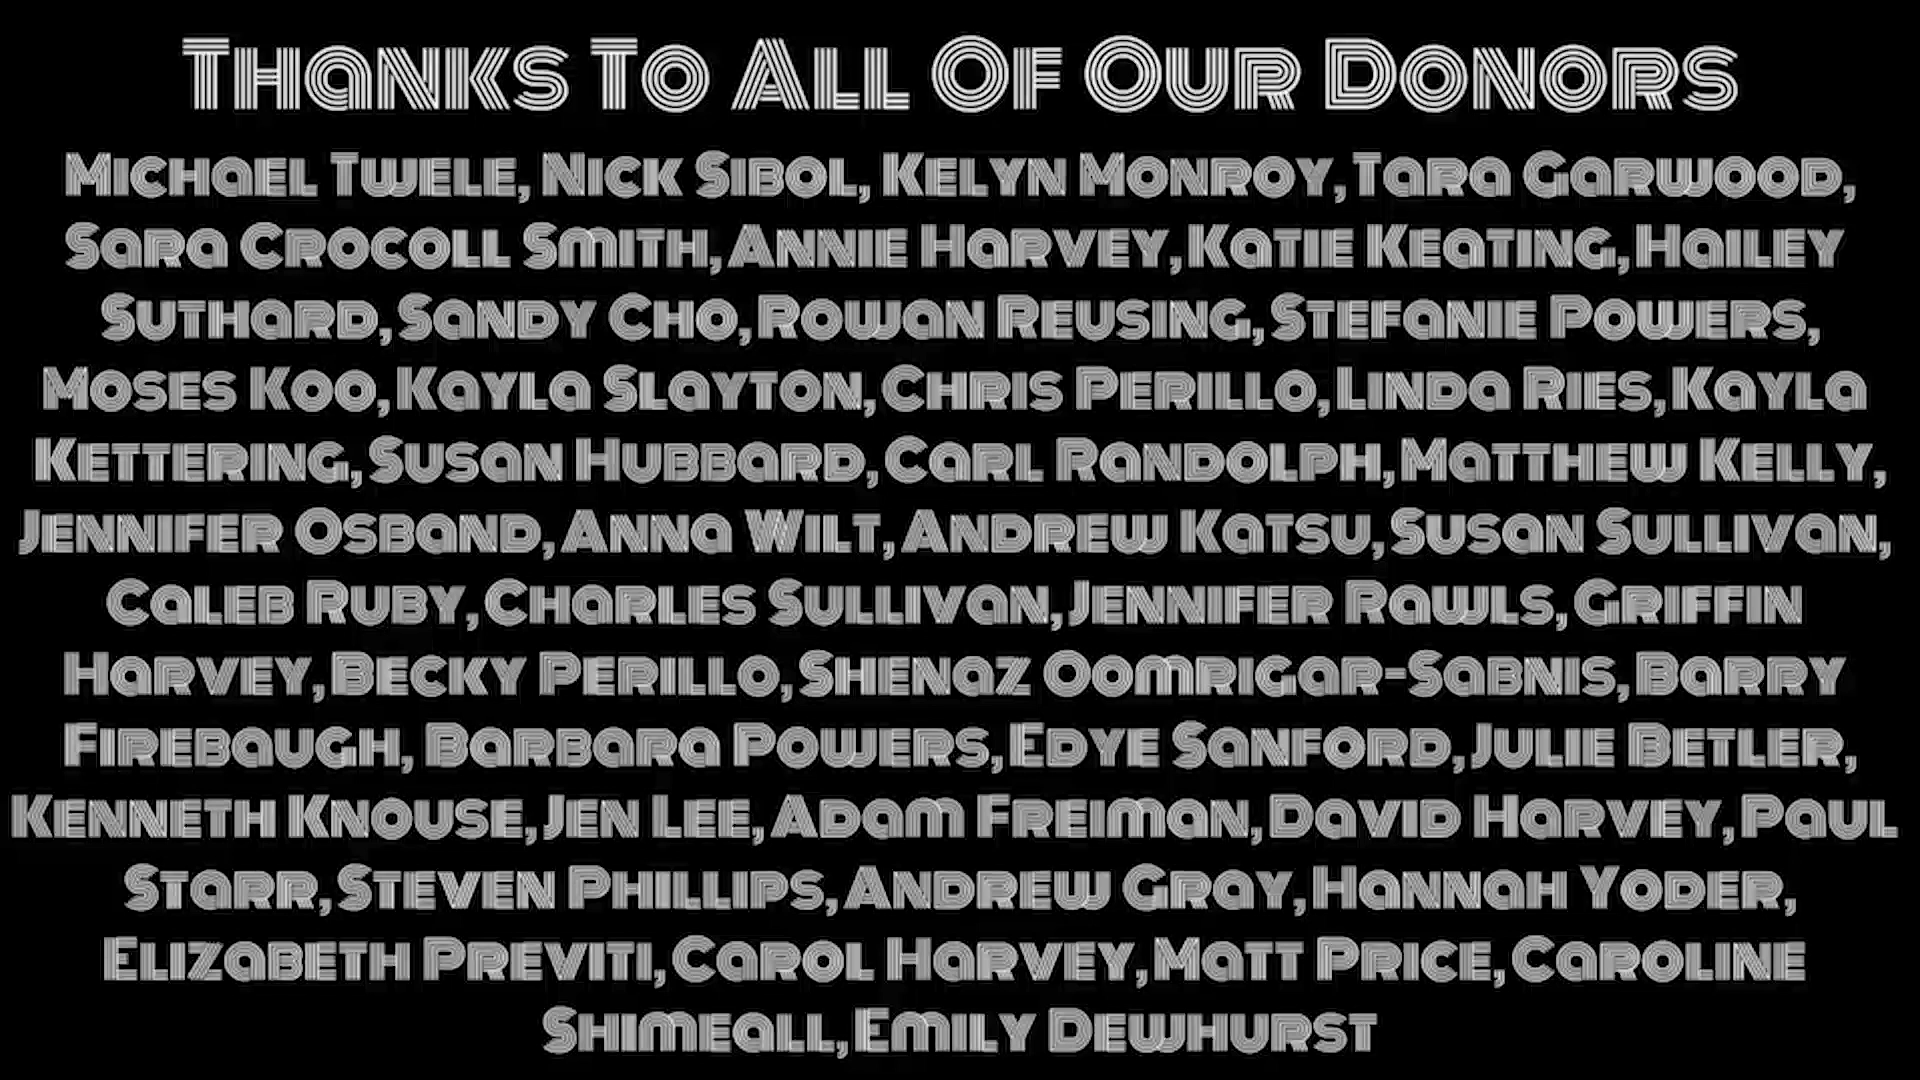 Thanks To All Of Our Donors
Michael Twele, Nick Sibol, Kelyn Monroy, Tara Garwood,
Sara Crocoll Smith, Annie Harvey, Katie Keating, Hailey
Suthard, Sandy Cho, Rowan Reusing, Stefanie Powers,
Moses Koo, Kayla Slayton, Chris Perillo, Linda Ries, Kayla
Kettering, Susan Hubbard, Carl Randolph, Matthew Kelly,
Jennifer Osband, Anna Wilt, Andrew Katsu, Susan Sullivan,
Caleb Ruby, Charles Sullivan, Jennifer Rawls, Griffin
Harvey, Becky Perillo, Shenaz Oomrigar-Sabnis, Barry
Firebaugh, Barbara Powers, Edye Sanford, Julie Betler,
Kenneth Knouse, Jen Lee, Adam Freiman, David Harvey, Paul
Starr, Steven Phillips, Andrew Gray, Hannah Yoder,
Elizabeth Previti, Carol Harvey, Matt Price, Caroline
Shimeall, Emily Dewhurst